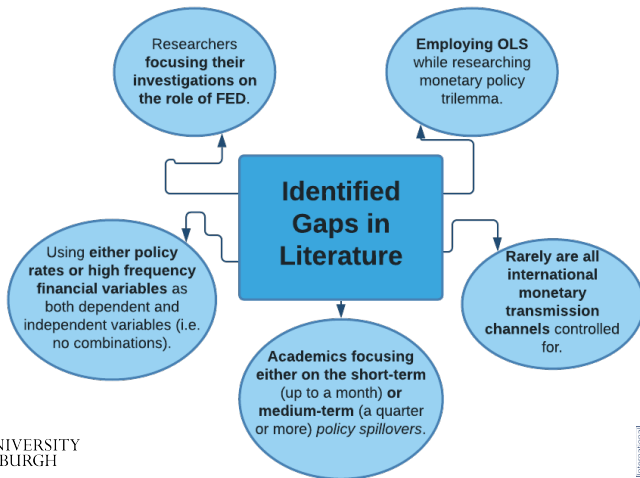 Researchers
focusing their
investigations on
the role of FED.
Employing OLS
while researching
monetary policy
trilemma.
Identified
Gaps in
Literature
Using either policy
rates or high frequency
financial variables as
both dependent and
independent variables (i.e.
no combinations).
Rarely are all
international
monetary
transmission
channels controlled
for.
Academics focusing
either on the short-term
(up to a month) or
medium-term (a quarter
or more) policy spillovers.
NIVERSITY
BURGH